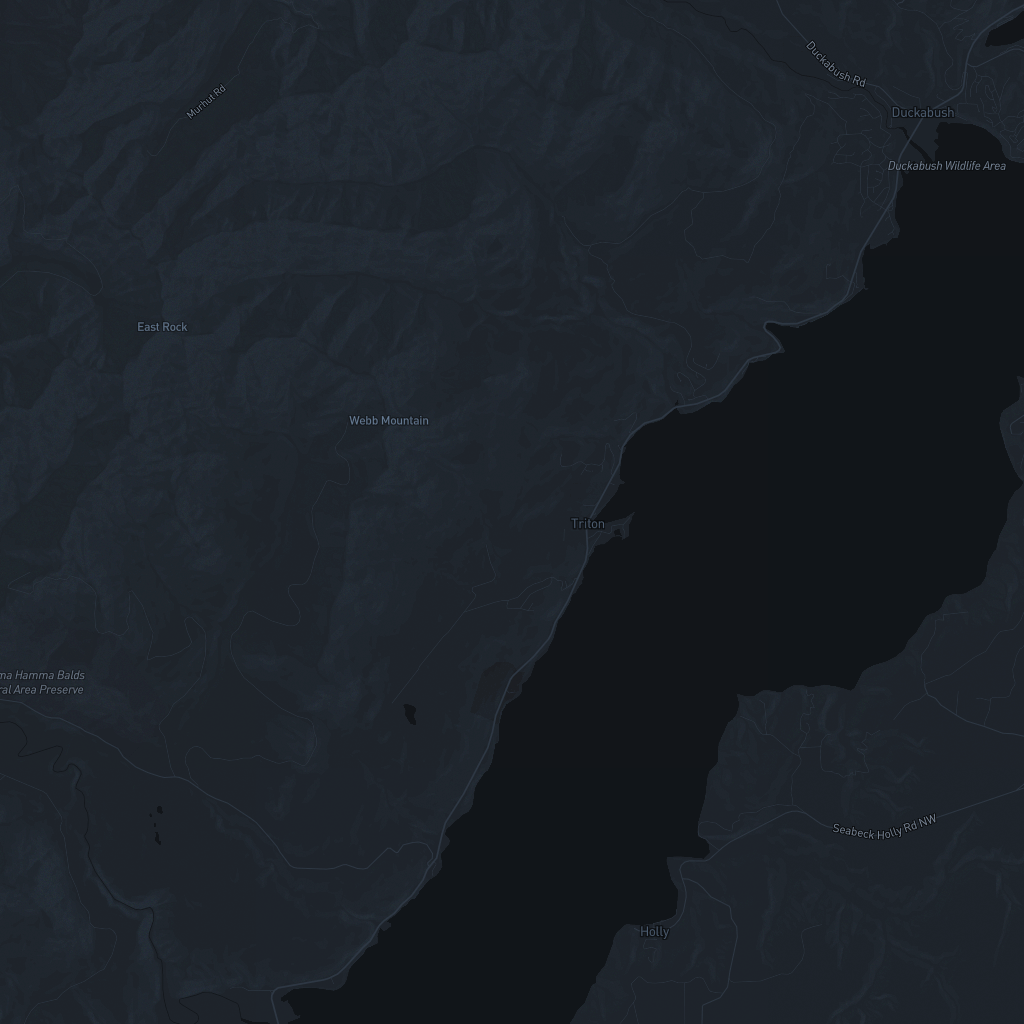 Duckabush Rd
Murhut Rd
Duckabush
Duckabush Wildlife Area
East Rock
Webb Mountain
Triton
ma Hamma Balds
ral Area Preserve
Seabeck Holly Rd NW
Holly